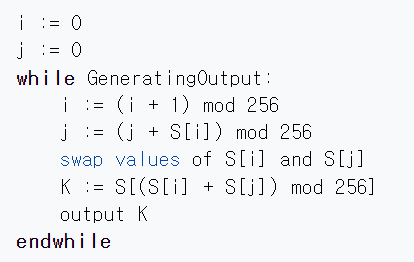 i := 0
j := 0
while GeneratingOutput:
    i := (i + 1) mod 256
    j := (j + S[i]) mod 256
    swap values of S[i] and S[j]
    K := S[(S[i] + S[j]) mod 256]
    output K
endwhile